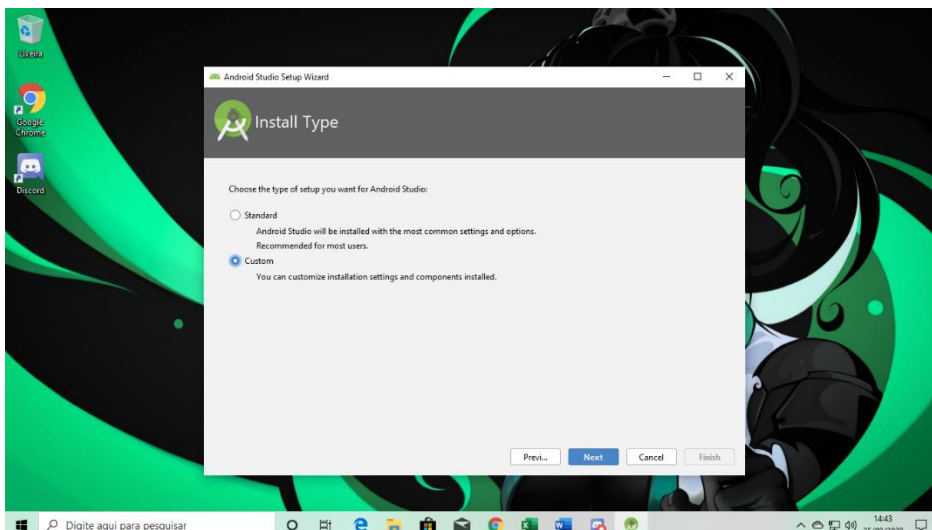 Lixeira
Google
Chrome
Discord
Android Studio Setup Wizard
Install Type
Choose the type of setup you want for Android Studio:
Standard
Android Studio will be installed with the most common settings and options.
Recommended for most users.
Custom
You can customize installation settings and components installed.
Previ...
Next
Cancel
Finish
Digite aqui para pesquisar
14:43